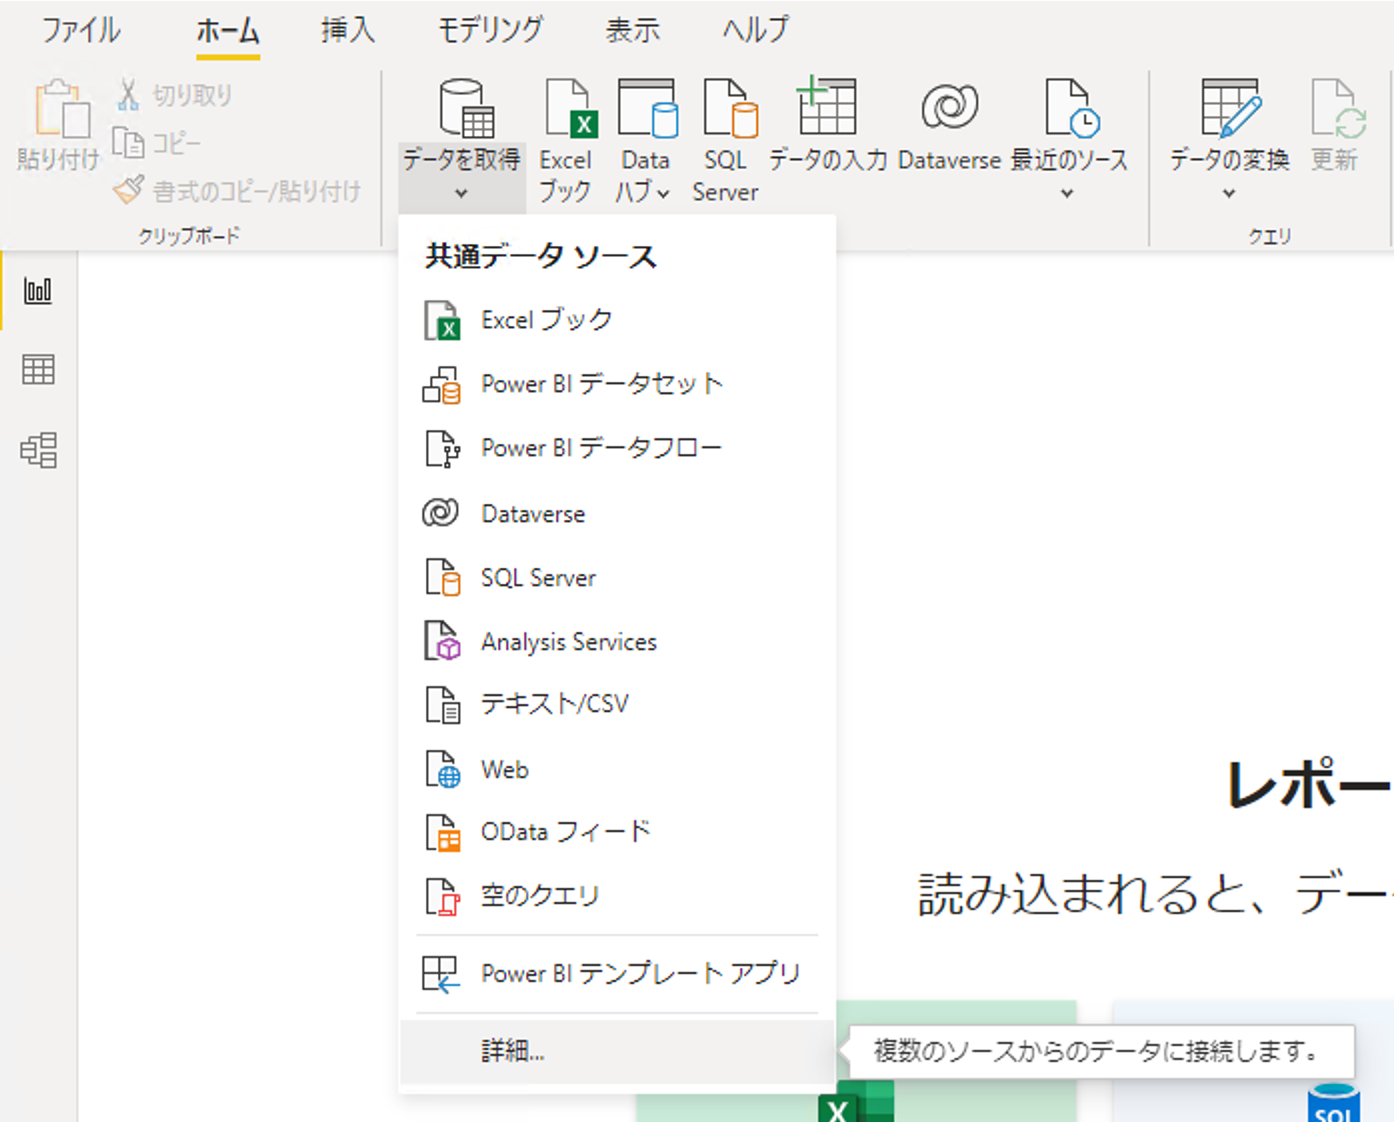 ファイル ホーム 挿入 モデリング 表示 ヘルプ
貼り付け
切り取り
コピー
書式のコピー/貼り付け
クリップボード
データを取得
Excel
ブック
Data
ハブ
SQL
Server
データの入力
Dataverse
最近のソース
データの変換
更新
クエリ
共通データ ソース
Excel ブック
Power BI データセット
Power BI データフロー
Dataverse
SQL Server
Analysis Services
テキスト/CSV
Web
OData フィード
空のクエリ
Power BI テンプレート アプリ
詳細...
複数のソースからのデータに接続します。
レポー
読み込まれると、デー
X
SQL